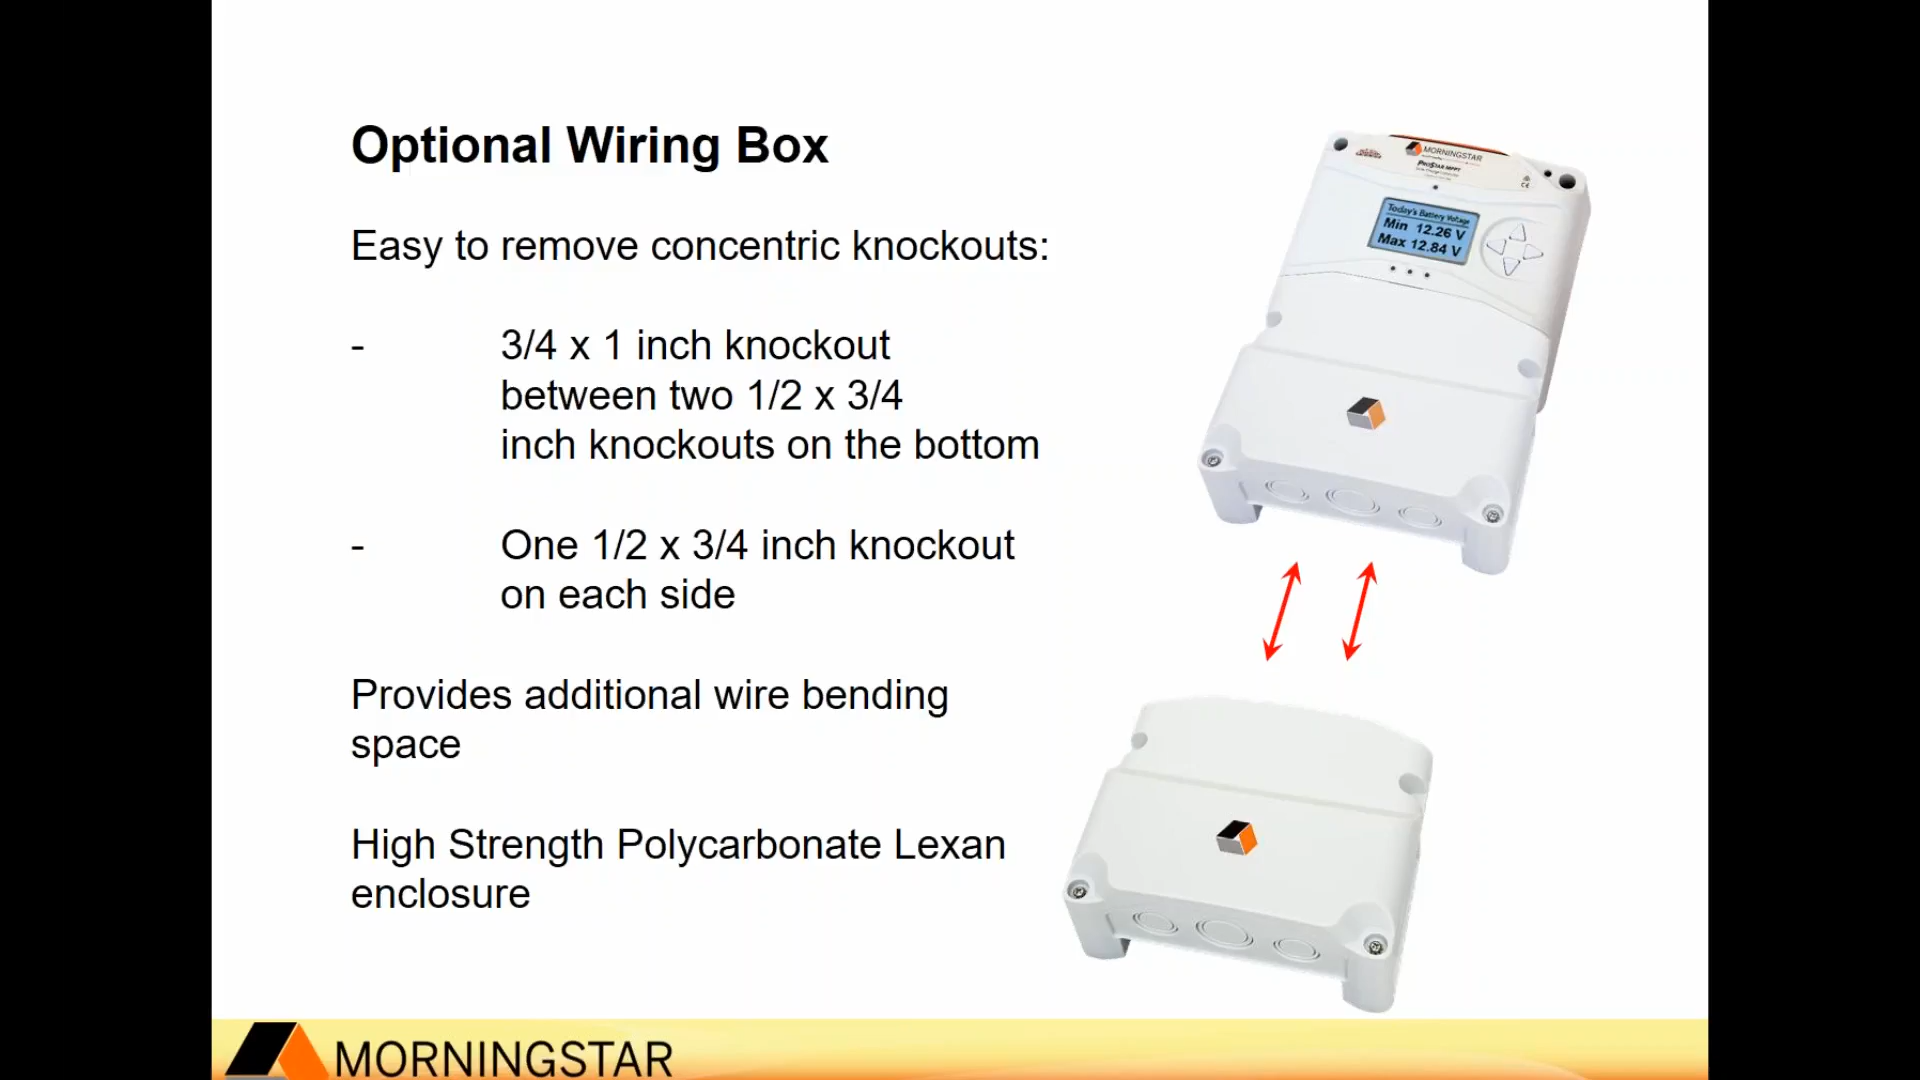 Optional Wiring Box
Easy to remove concentric knockouts:
- 3/4 x 1 inch knockout
between two 1/2 x 3/4
inch knockouts on the bottom
- One 1/2 x 3/4 inch knockout
on each side
Provides additional wire bending
space
High Strength Polycarbonate Lexan
enclosure
MORNINGSTAR
PROSTAR MPPT
Today's Battery Voltage
Min 12.26 V
Max 12.84 V
MORNINGSTAR